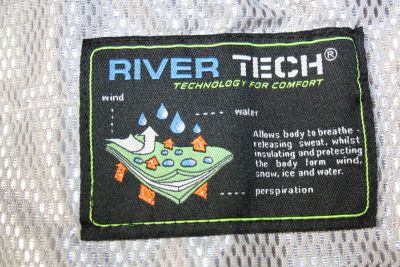 RIVER TECH®
TECHNOLOGY FOR COMFORT
wind
water
Allows body to breathe -
releasing sweat, whilst
insulating and protecting
the body form wind,
snow, ice and water.
perspiration